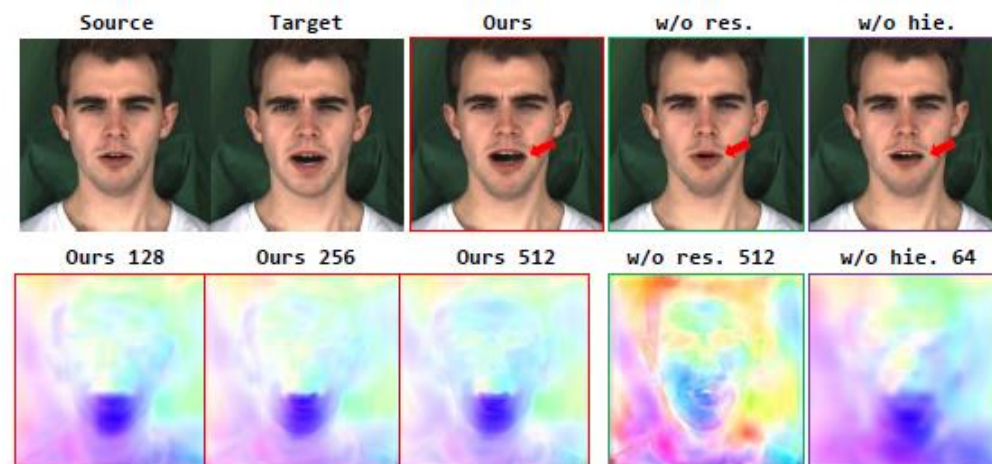 Source Target Ours w/o res. w/o hie.
Ours 128 Ours 256 Ours 512 w/o res. 512 w/o hie. 64